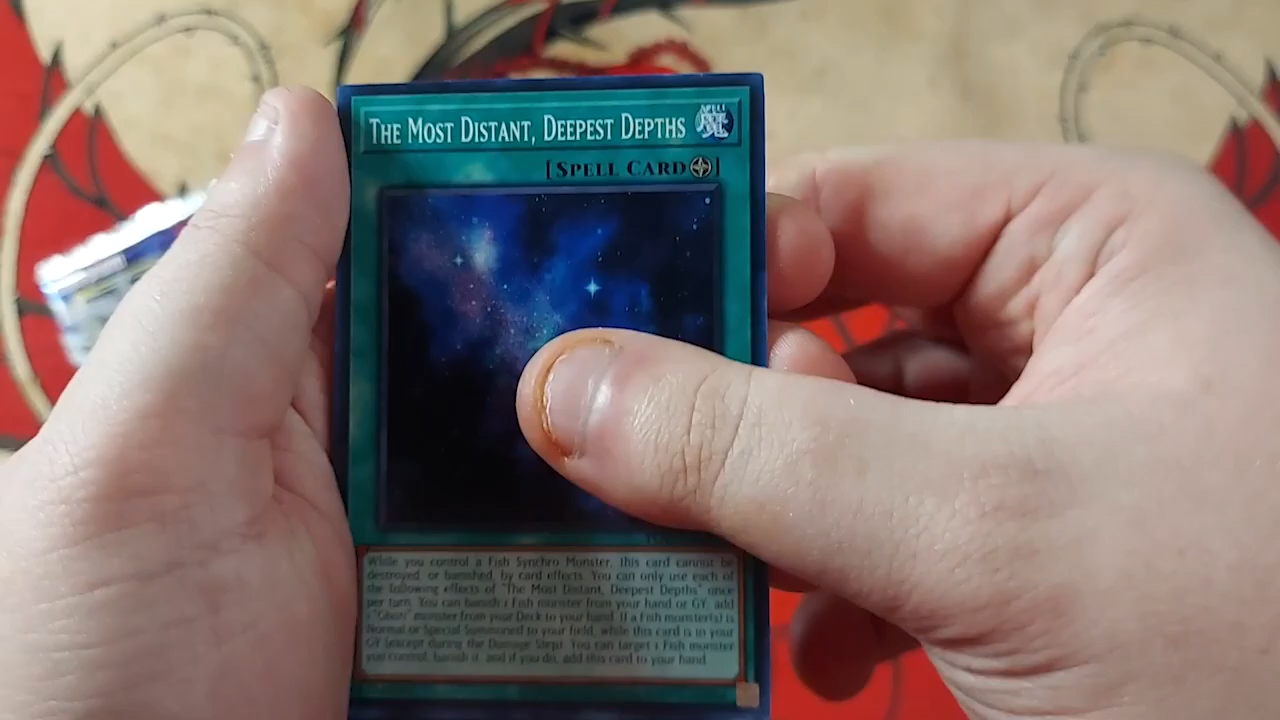 THE MOST DISTANT, DEEPEST DEPTHS
SPELL
[SPELL CARD]
While you control a Fish Synchro Monster, this card cannot be
destroyed, or banished, by card effects. You can only use each of
the following effects of "The Most Distant, Deepest Depths" once
per turn. You can banish 1 Fish monster from your hand or GY; add
1 "Ghoti" monster from your Deck to your hand. If a Fish monster(s) is
Normal or Special Summoned to your field, while this card is in your
GY (except during the Damage Step): You can target 1 Fish monster
you control; banish it, and if you do, add this card to your hand.